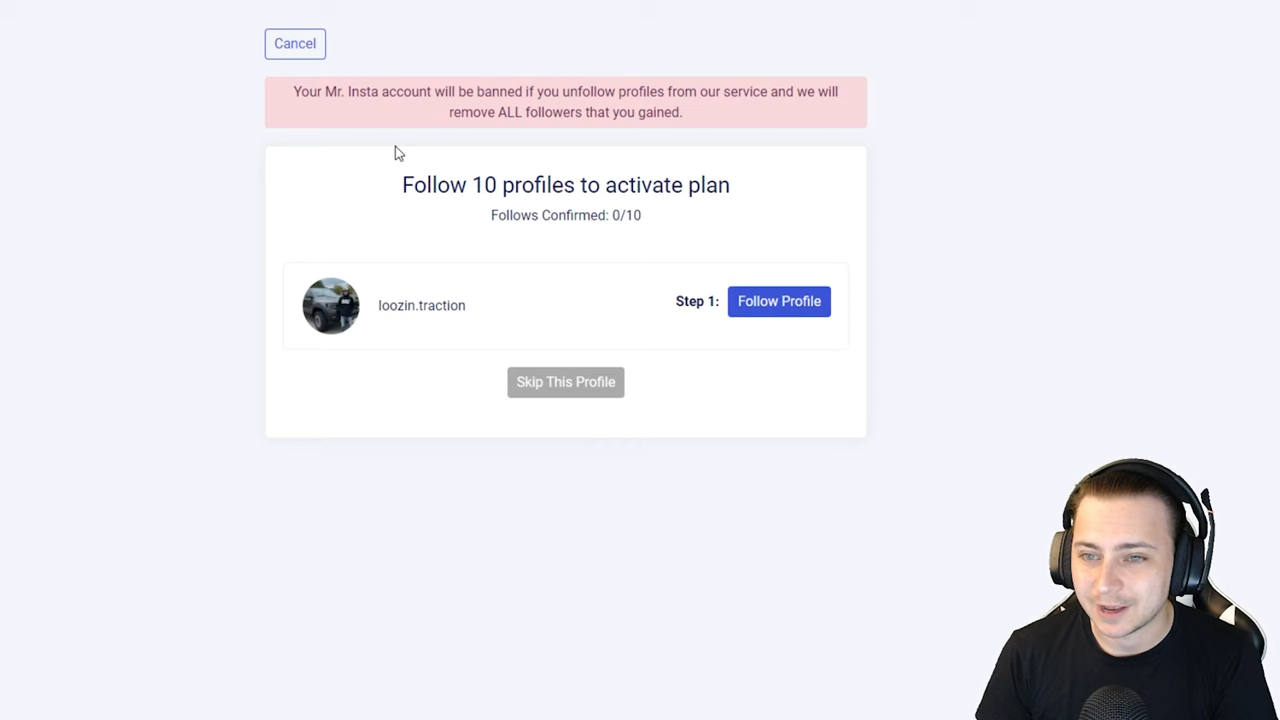 Cancel
Your Mr. Insta account will be banned if you unfollow profiles from our service and we will
remove ALL followers that you gained.
Follow 10 profiles to activate plan
Follows Confirmed: 0/10
loozin.traction
Step 1:
Follow Profile
Skip This Profile